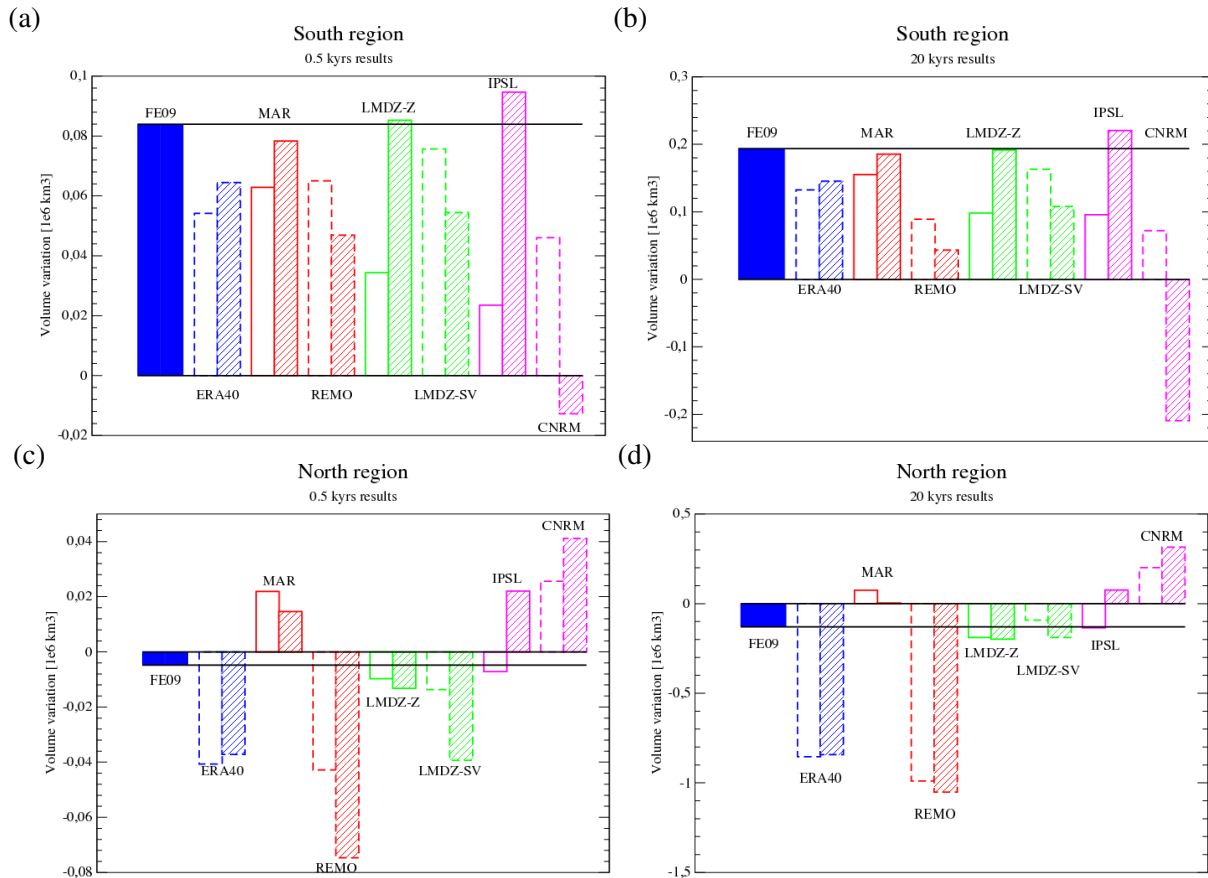 (a)
South region
0.5 kyrs results
Volume variation [1e6 km3]
0,1
0,08
0,06
0,04
0,02
0
-0,02
FE09
ERA40
MAR
REMO
LMDZ-Z
LMDZ-SV
IPSL
CNRM
(b)
South region
20 kyrs results
Volume variation [1e6 km3]
0,3
0,2
0,1
0
-0,1
-0,2
FE09
ERA40
MAR
REMO
LMDZ-Z
LMDZ-SV
IPSL
CNRM
(c)
North region
0.5 kyrs results
Volume variation [1e6 km3]
0,04
0,02
0
-0,02
-0,04
-0,06
-0,08
FE09
ERA40
MAR
REMO
LMDZ-Z
LMDZ-SV
IPSL
CNRM
(d)
North region
20 kyrs results
Volume variation [1e6 km3]
0,5
0
-0,5
-1
-1,5
FE09
ERA40
MAR
REMO
LMDZ-Z
LMDZ-SV
IPSL
CNRM